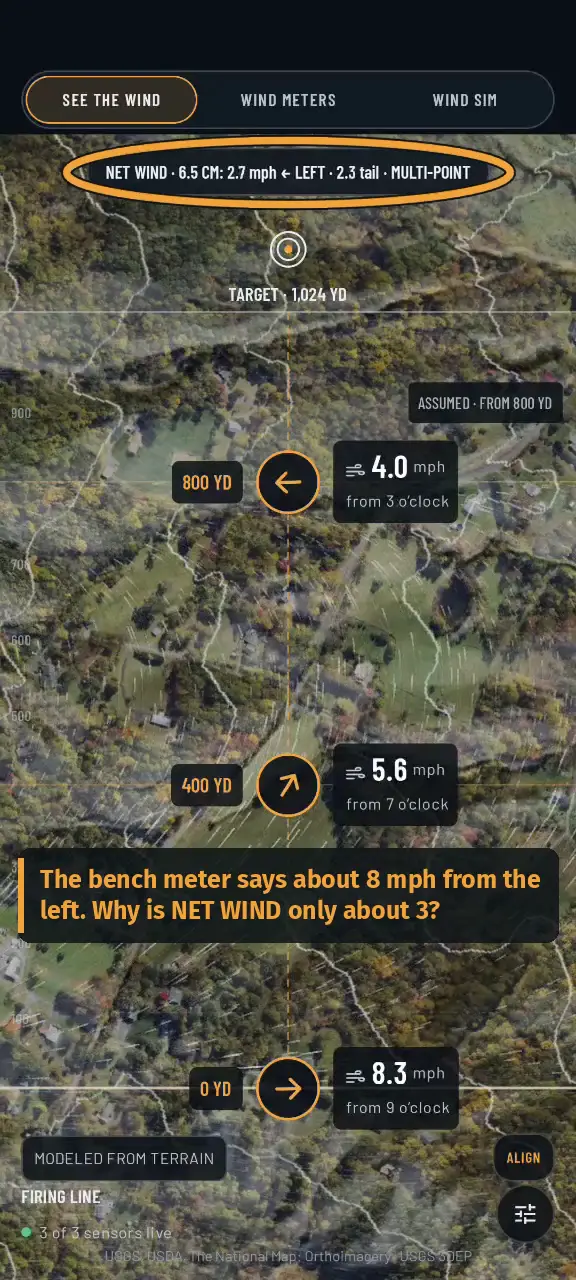 SEE THE WIND
WIND METERS
WIND SIM
NET WIND · 6.5 CM: 2.7 mph ← LEFT · 2.3 tail · MULTI-POINT
TARGET · 1,024 YD
ASSUMED · FROM 800 YD
900
800 YD
4.0 mph
from 3 o'clock
700
600
500
400 YD
5.6 mph
from 7 o'clock
The bench meter says about 8 mph from the
left. Why is NET WIND only about 3?
100
0 YD
8.3 mph
from 9 o'clock
MODELED FROM TERRAIN
ALIGN
FIRING LINE
3 of 3 sensors live
USGS, USDA, The National Map: Orthoimagery, USGS 3DEP